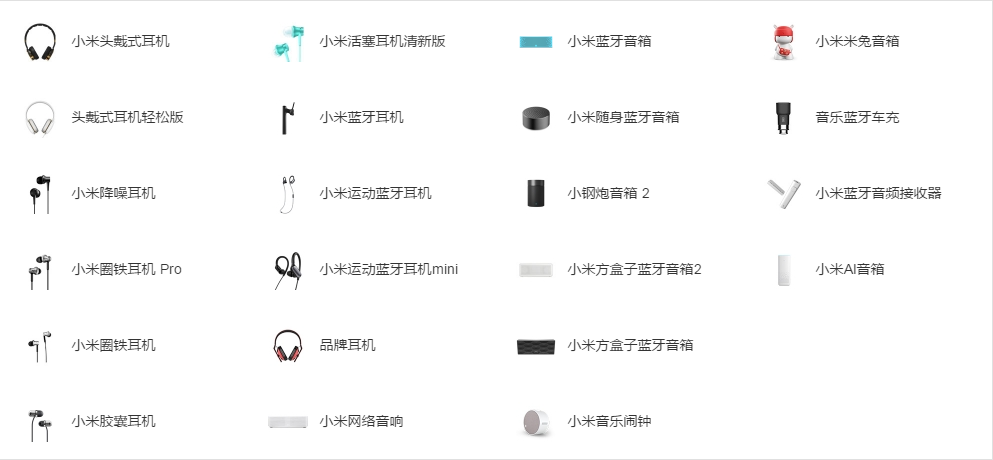 小米头戴式耳机
头戴式耳机轻松版
小米降噪耳机
小米圈铁耳机 Pro
小米圈铁耳机
小米胶囊耳机
小米活塞耳机清新版
小米蓝牙耳机
小米运动蓝牙耳机
小米运动蓝牙耳机mini
品牌耳机
小米网络音响
小米蓝牙音箱
小米随身蓝牙音箱
小钢炮音箱 2
小米方盒子蓝牙音箱2
小米方盒子蓝牙音箱
小米音乐闹钟
小米米兔音箱
音乐蓝牙车充
小米蓝牙音频接收器
小米AI音箱